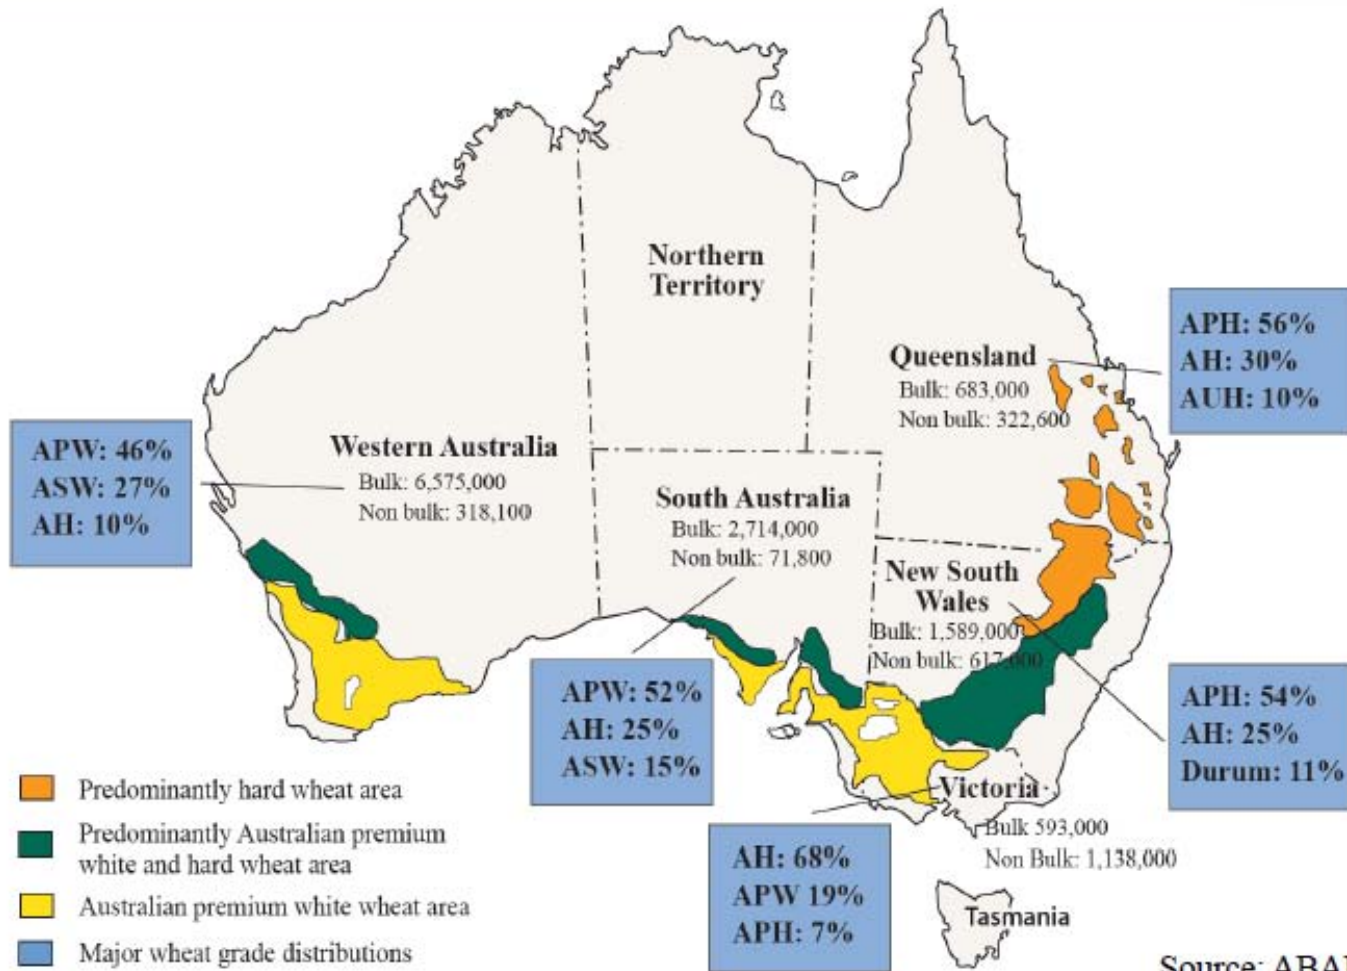 Northern
Territory
Queensland
Bulk: 683,000
Non bulk: 322,600
APH: 56%
AH: 30%
AUH: 10%
Western Australia
Bulk: 6,575,000
Non bulk: 318,100
APW: 46%
ASW: 27%
AH: 10%
South Australia
Bulk: 2,714,000
Non bulk: 71,800
New South
Wales
Bulk: 1,589,000
Non bulk: 617,000
APW: 52%
AH: 25%
ASW: 15%
APH: 54%
AH: 25%
Durum: 11%
Victoria
Bulk 593,000
Non Bulk: 1,138,000
AH: 68%
APW 19%
APH: 7%
Tasmania
Predominantly hard wheat area
Predominantly Australian premium
white and hard wheat area
Australian premium white wheat area
Major wheat grade distributions
Source: